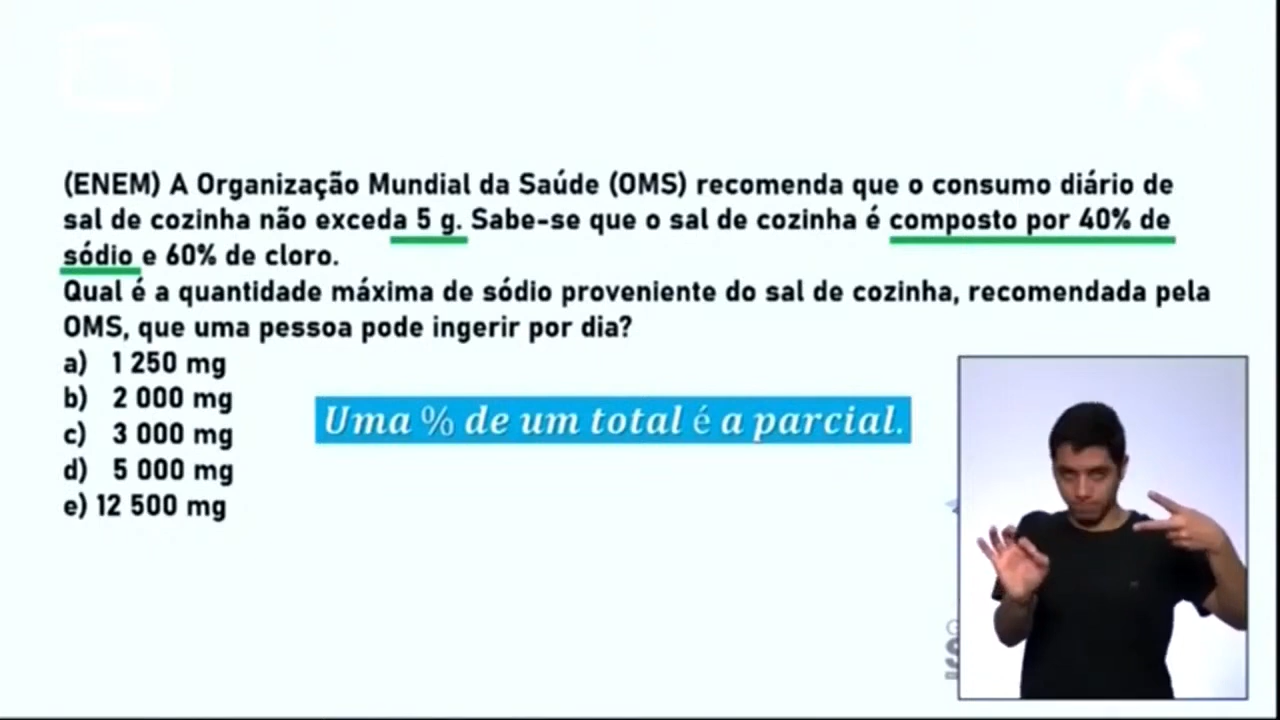 (ENEM) A Organização Mundial da Saúde (OMS) recomenda que o consumo diário de
sal de cozinha não exceda 5 g. Sabe-se que o sal de cozinha é composto por 40% de
sódio e 60% de cloro.
Qual é a quantidade máxima de sódio proveniente do sal de cozinha, recomendada pela
OMS, que uma pessoa pode ingerir por dia?
a) 1 250 mg
b) 2 000 mg
c) 3 000 mg
d) 5 000 mg
e) 12 500 mg
Uma % de um total é a parcial.